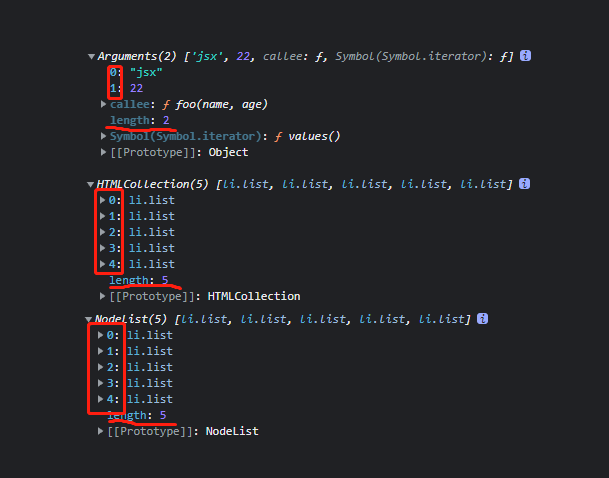 Arguments(2) ['jsx', 22, callee: ƒ, Symbol(Symbol.iterator): ƒ] i
0: "jsx"
1: 22
callee: ƒ foo(name, age)
length: 2
Symbol(Symbol.iterator): ƒ values()
[[Prototype]]: Object
HTMLCollection(5) [li.list, li.list, li.list, li.list, li.list] i
0: li.list
1: li.list
2: li.list
3: li.list
4: li.list
length: 5
[[Prototype]]: HTMLCollection
NodeList(5) [li.list, li.list, li.list, li.list, li.list] i
0: li.list
1: li.list
2: li.list
3: li.list
4: li.list
length: 5
[[Prototype]]: NodeList